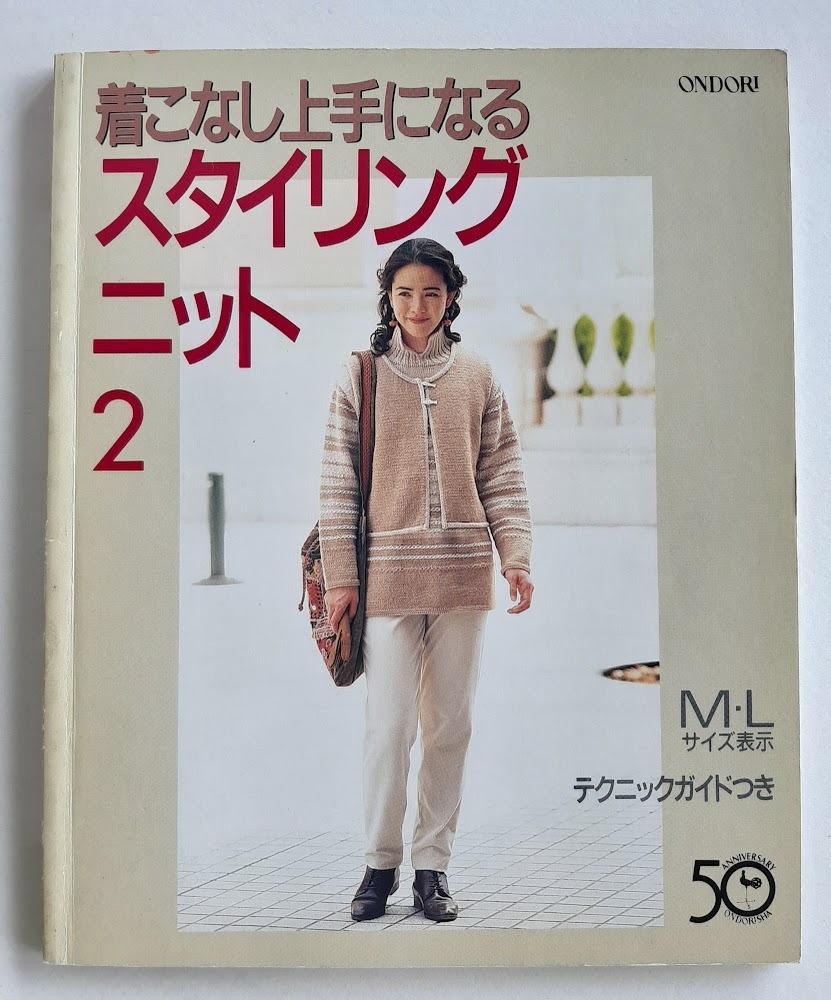 着こなし上手になる
スタイリング
ニット
2
ONDORI
M·L
サイズ表示
テクニックガイドつき
50
ANNIVERSARY
ONDORISHA